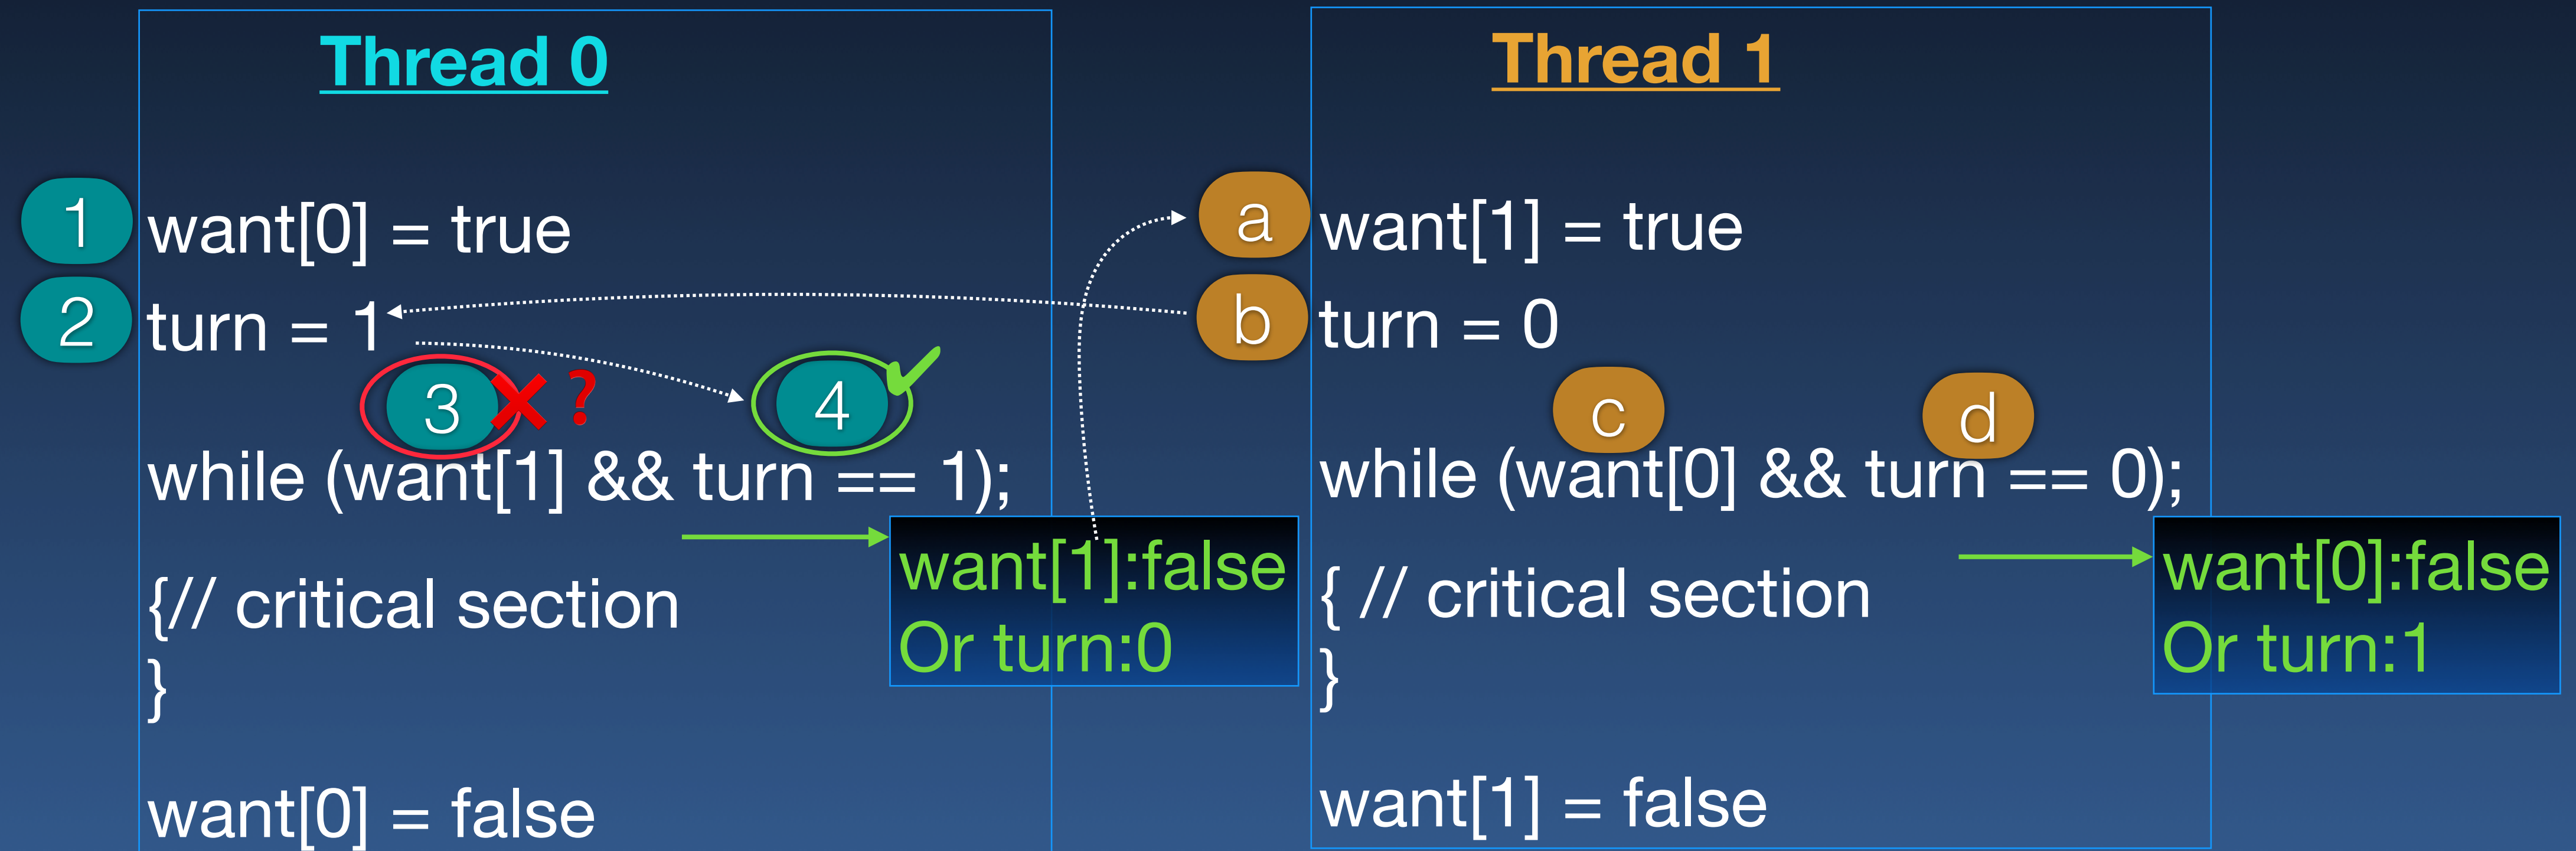 Thread 0
1 want[0] = true
2 turn = 1
3 ? 4
while (want[1] && turn == 1);
want[1]:false
Or turn:0
{// critical section
}
want[0] = false
Thread 1
a want[1] = true
b turn = 0
c d
while (want[0] && turn == 0);
want[0]:false
Or turn:1
{ // critical section
}
want[1] = false